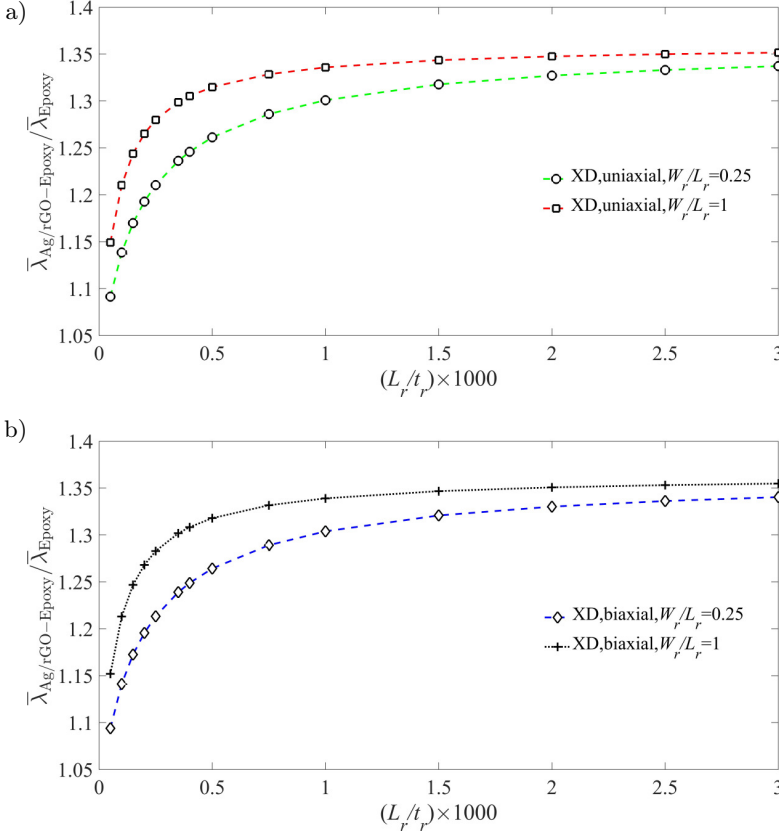 a)
1.4
1.35
1.3
1.25
1.2
1.15
1.1
1.05
λ̅Ag/rGO−Epoxy/λ̅Epoxy
XD,uniaxial,Wr/Lr=0.25
XD,uniaxial,Wr/Lr=1
0 0.5 1 1.5 2 2.5 3
(Lr/tr)×1000
b)
1.4
1.35
1.3
1.25
1.2
1.15
1.1
1.05
λ̅Ag/rGO−Epoxy/λ̅Epoxy
XD,biaxial,Wr/Lr=0.25
XD,biaxial,Wr/Lr=1
0 0.5 1 1.5 2 2.5 3
(Lr/tr)×1000